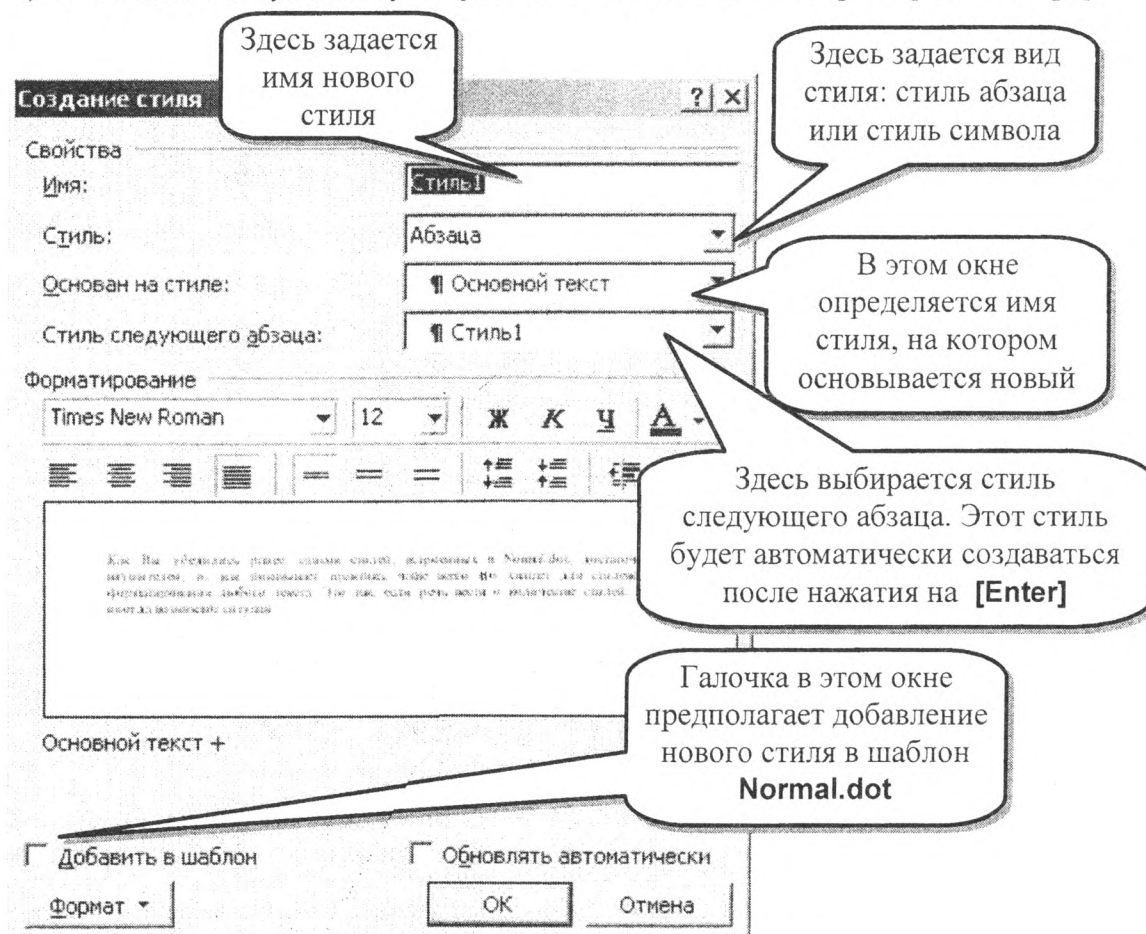 Здесь задается
имя нового
стиля
Здесь задается вид
стиля: стиль абзаца
или стиль символа
Создание стиля
Свойства
Имя:
Стиль1
Стиль:
Абзаца
Основан на стиле:
¶ Основной текст
В этом окне
определяется имя
стиля, на котором
основывается новый
Стиль следующего абзаца:
¶ Стиль1
Форматирование
Times New Roman
12
Ж К Ч А
Здесь выбирается стиль
следующего абзаца. Этот стиль
будет автоматически создаваться
после нажатия на [Enter]
Как Вы убедились ранее
Галочка в этом окне
предполагает добавление
нового стиля в шаблон
Normal.dot
Основной текст +
Добавить в шаблон
Обновлять автоматически
Формат
ОК
Отмена